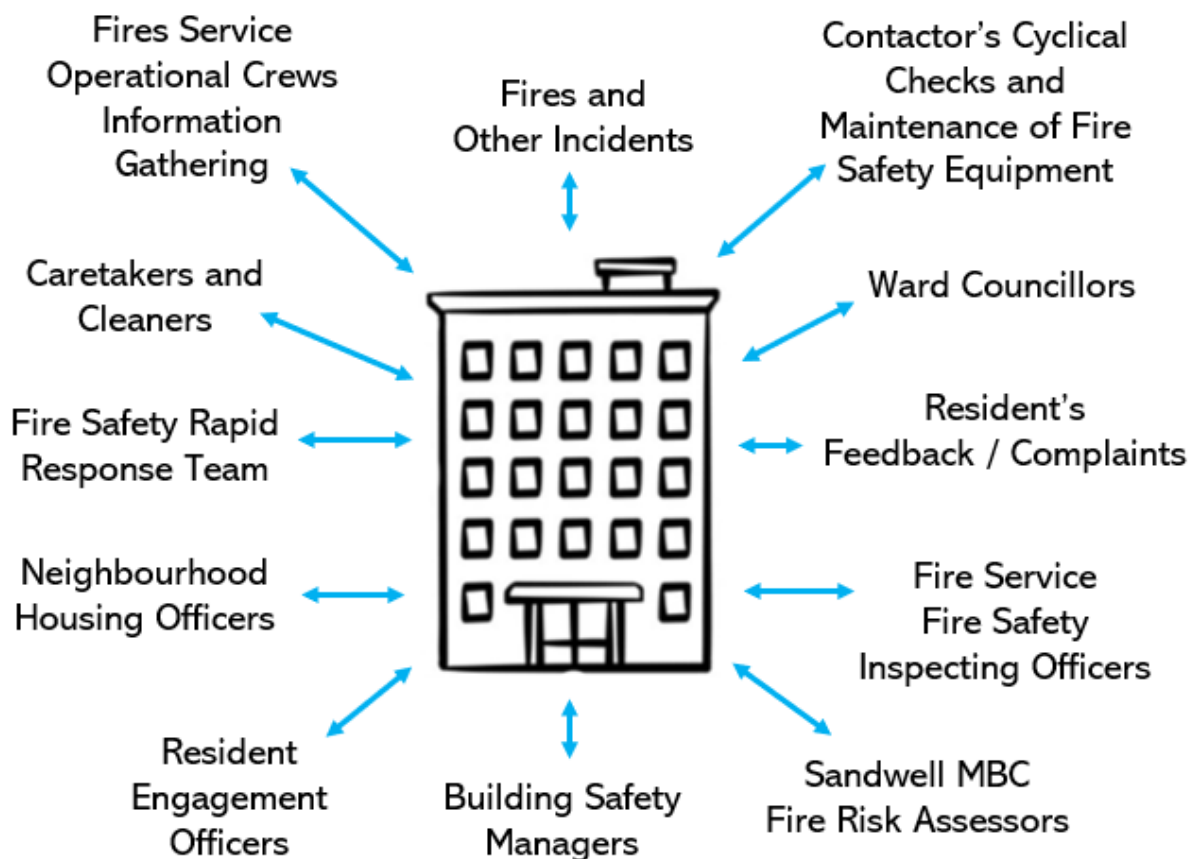 Fires Service
Operational Crews
Information
Gathering
Fires and
Other Incidents
Contactor's Cyclical
Checks and
Maintenance of Fire
Safety Equipment
Caretakers and
Cleaners
Ward Councillors
Fire Safety Rapid
Response Team
Resident's
Feedback / Complaints
Neighbourhood
Housing Officers
Fire Service
Fire Safety
Inspecting Officers
Resident
Engagement
Officers
Building Safety
Managers
Sandwell MBC
Fire Risk Assessors